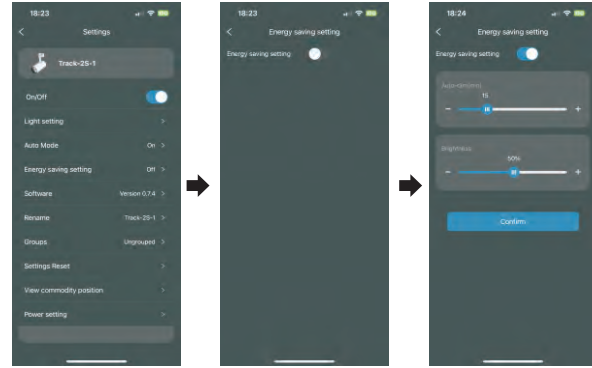 18:23
Settings
Track-2S-1
On/Off
Light setting
Auto Mode On
Energy saving setting Off
Software Version 0.7.4
Rename Track-2S-1
Groups Ungrouped
Settings Reset
View commodity position
Power setting
18:23
Energy saving setting
Energy saving setting
18:24
Energy saving setting
Energy saving setting
15
Brightness
50%
Confirm